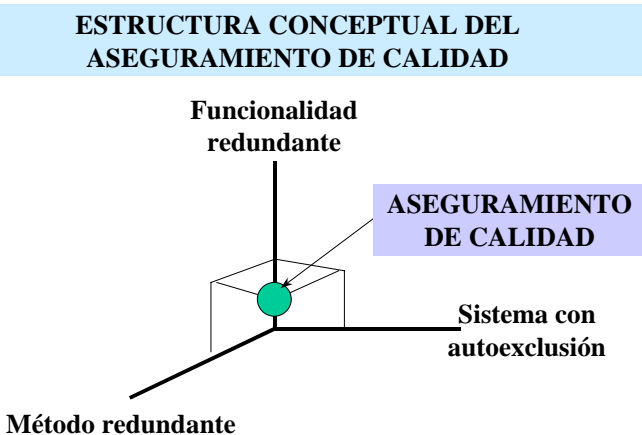 ESTRUCTURA CONCEPTUAL DEL
ASEGURAMIENTO DE CALIDAD
Funcionalidad
redundante
ASEGURAMIENTO
DE CALIDAD
Sistema con
autoexclusión
Método redundante